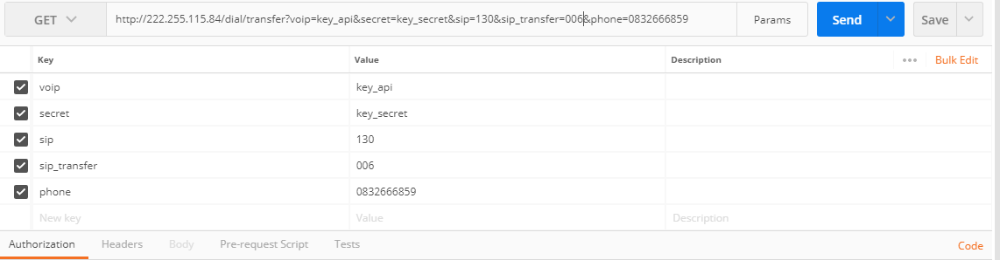 GET http://222.255.115.84/dial/transfer?voip=key_api&secret=key_secret&sip=130&sip_transfer=006&phone=0832666859 Params Send Save
Key Value Description ••• Bulk Edit
voip key_api
secret key_secret
sip 130
sip_transfer 006
phone 0832666859
New key Value Description
Authorization Headers Body Pre-request Script Tests Code